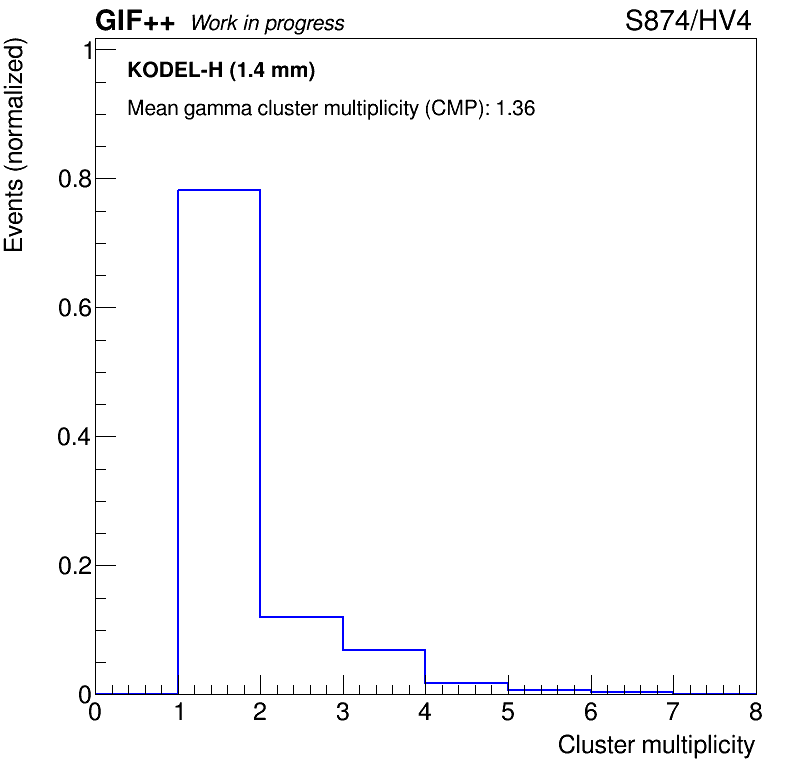 GIF++ Work in progress S874/HV4
KODEL-H (1.4 mm)
Mean gamma cluster multiplicity (CMP): 1.36
Events (normalized)
1
0.8
0.6
0.4
0.2
0
0 1 2 3 4 5 6 7 8
Cluster multiplicity